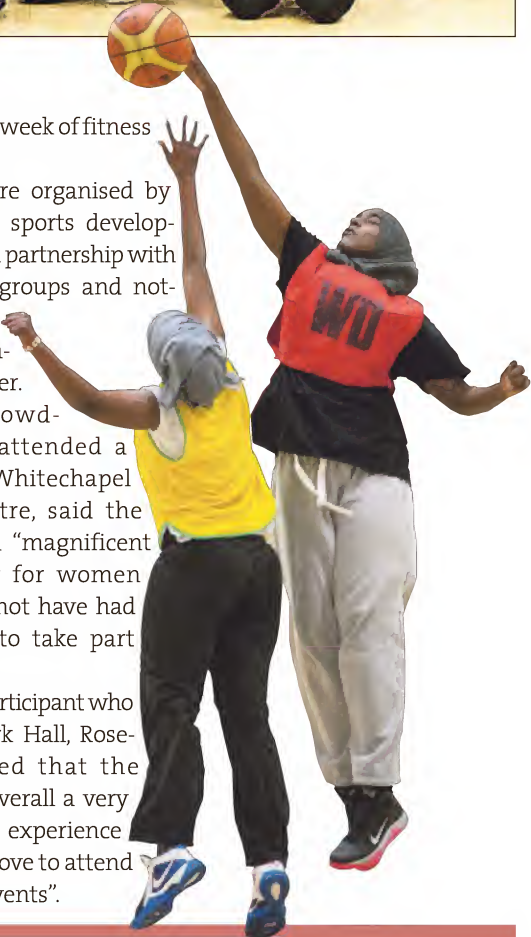 week of fitness
re organised by
sports develop-
partnership with
groups and not-
er.
owd-
attended a
Whitechapel
tre, said the
“magnificent
for women
not have had
to take part
rticipant who
k Hall, Rose-
ed that the
verall a very
experience
ove to attend
vents”.
WD